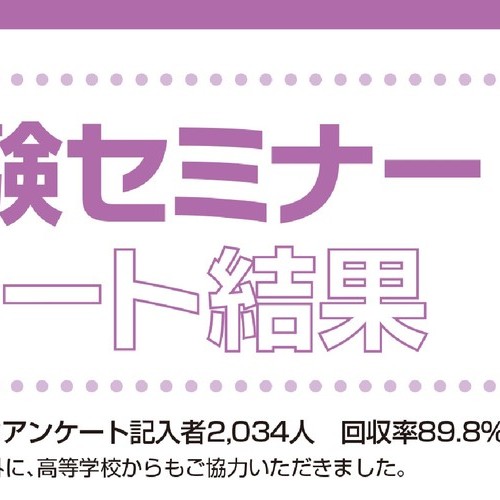 験セミナー
ート結果
アンケート記入者2,034人　回収率89.8%
に、高等学校からもご協力いただきました。